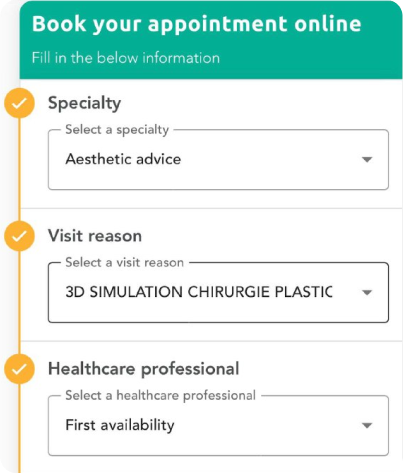 Book your appointment online
Fill in the below information
Specialty
Select a specialty
Aesthetic advice
Visit reason
Select a visit reason
3D SIMULATION CHIRURGIE PLASTIC
Healthcare professional
Select a healthcare professional
First availability